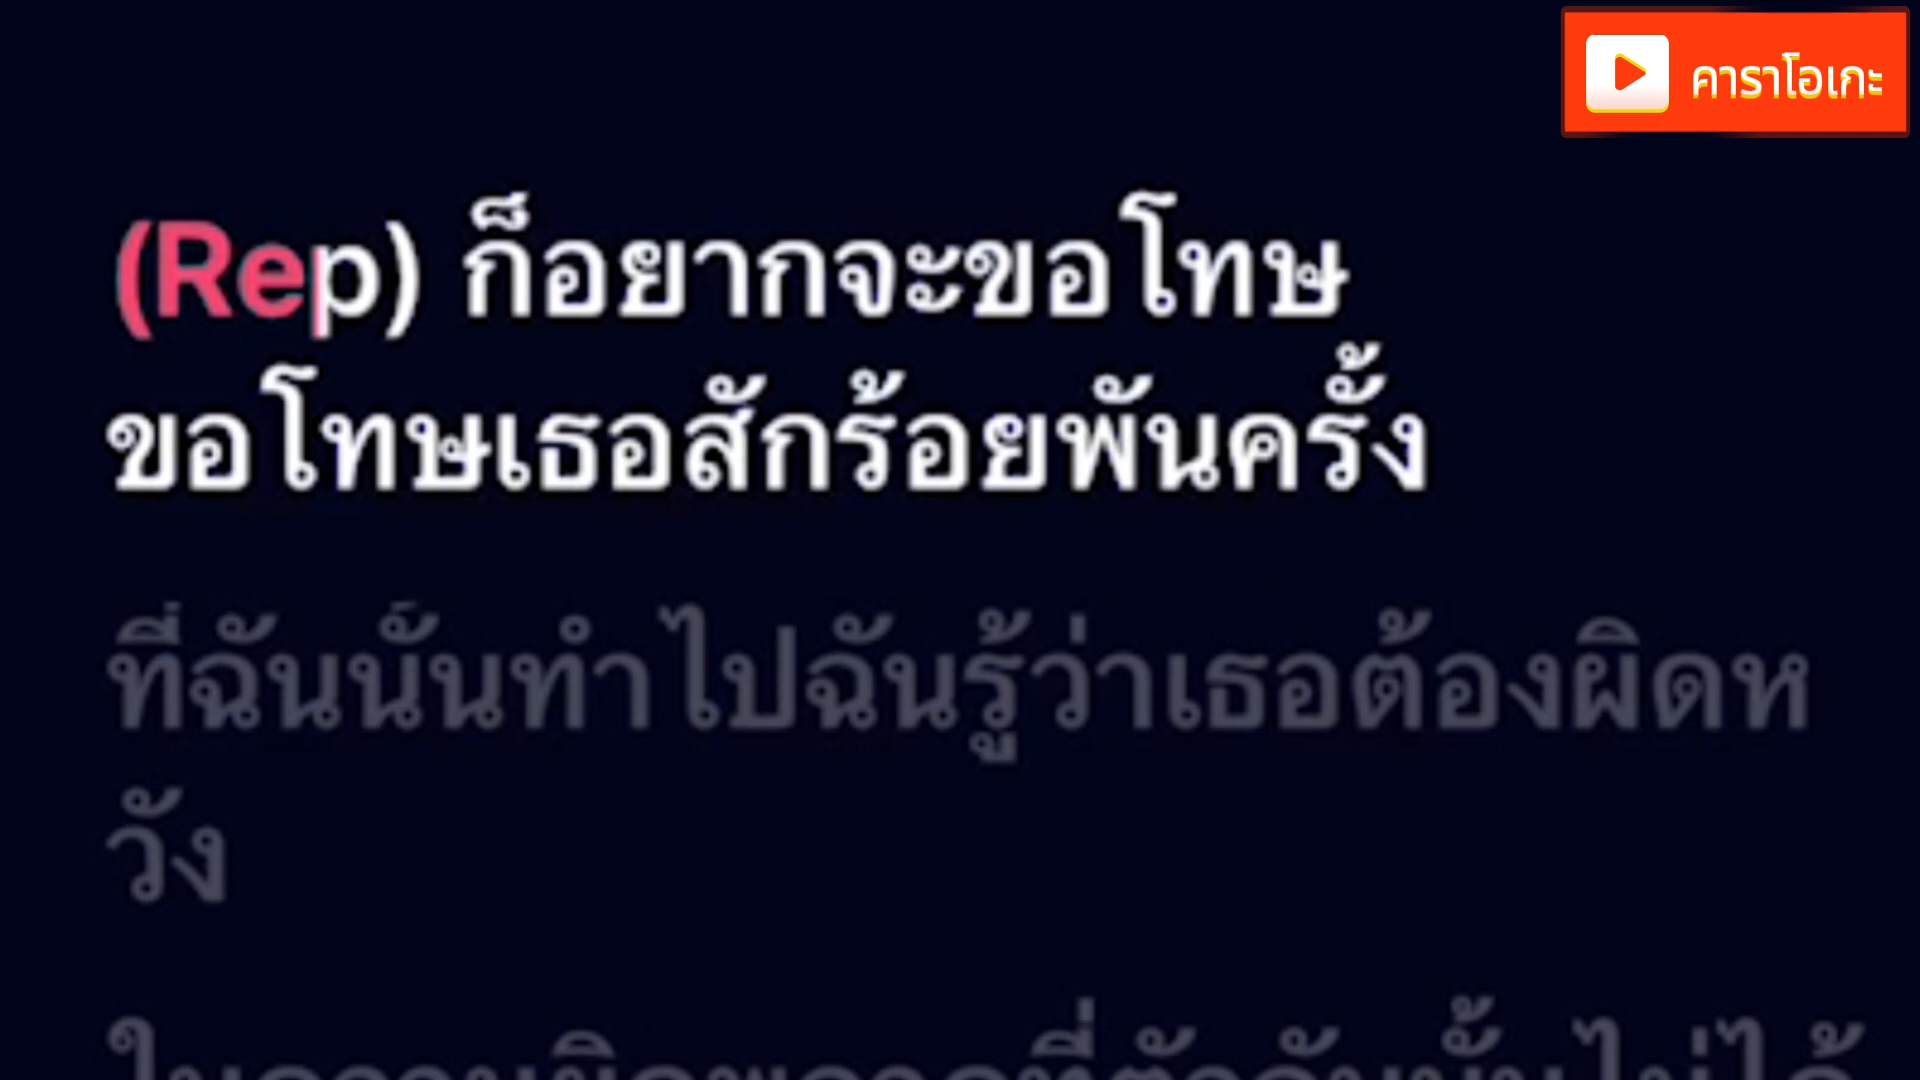 คาราโอเกะ
(Rep) ก็อยากจะขอโทษ
ขอโทษเธอสักร้อยพันครั้ง
ที่ฉันนั้นทำไปฉันรู้ว่าเธอต้องผิดห
วัง